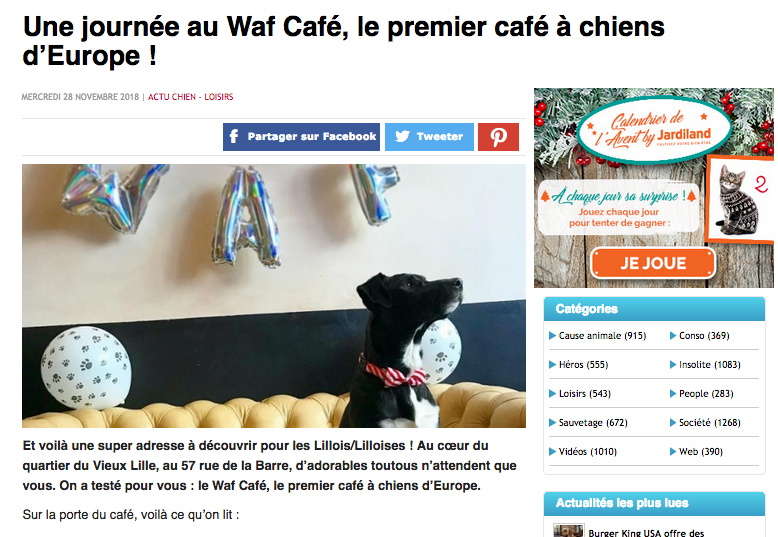 Une journée au Waf Café, le premier café à chiens
d'Europe !
MERCREDI 28 NOVEMBRE 2018 | ACTU CHIEN - LOISIRS
Partager sur Facebook
Tweeter
WAF
Et voilà une super adresse à découvrir pour les Lillois/Lilloises ! Au cœur du
quartier du Vieux Lille, au 57 rue de la Barre, d'adorables toutous n'attendent que
vous. On a testé pour vous : le Waf Café, le premier café à chiens d'Europe.
Sur la porte du café, voilà ce qu'on lit :
Calendrier de
l'Avent by Jardiland
À chaque jour sa surprise !
Jouez chaque jour
pour tenter de gagner :
2
JE JOUE
Catégories
Cause animale (915)
Conso (369)
Héros (555)
Insolite (1083)
Loisirs (543)
People (283)
Sauvetage (672)
Société (1268)
Vidéos (1010)
Web (390)
Actualités les plus lues
Burger King USA offre des